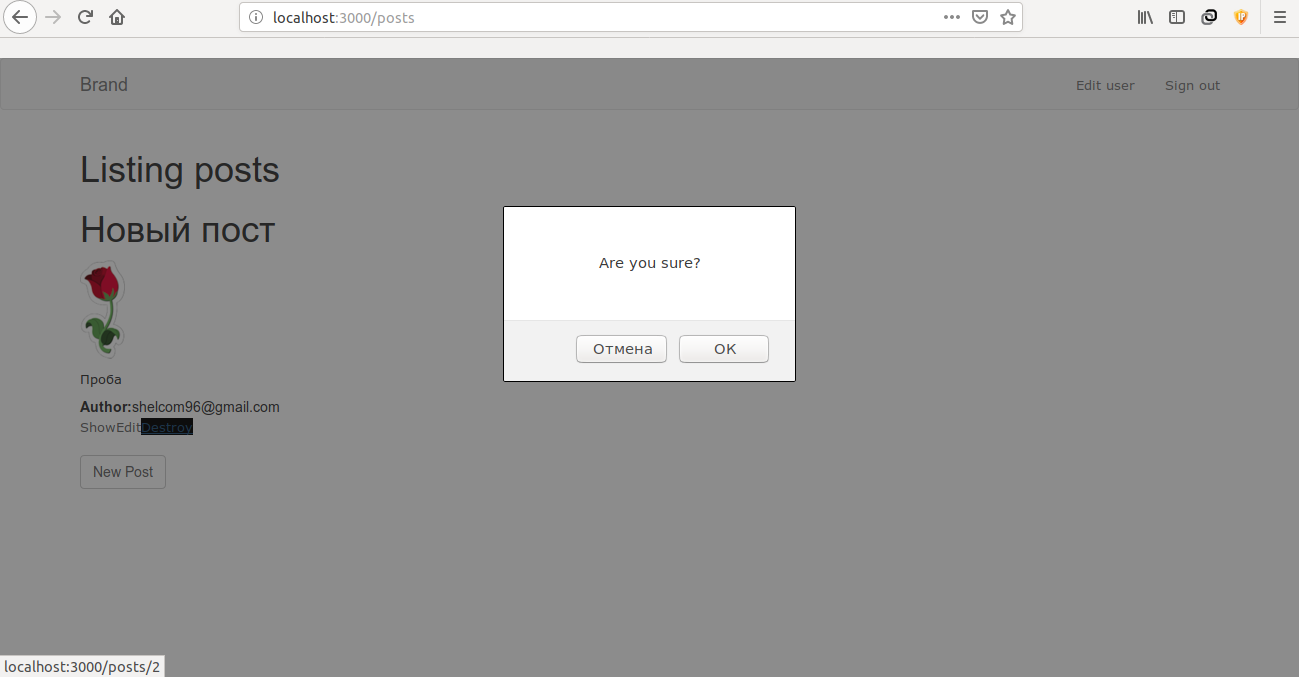 localhost:3000/posts
Brand
Edit user
Sign out
Listing posts
Новый пост
Проба
Author:shelcom96@gmail.com
ShowEditDestroy
New Post
Are you sure?
Отмена
ОК
localhost:3000/posts/2